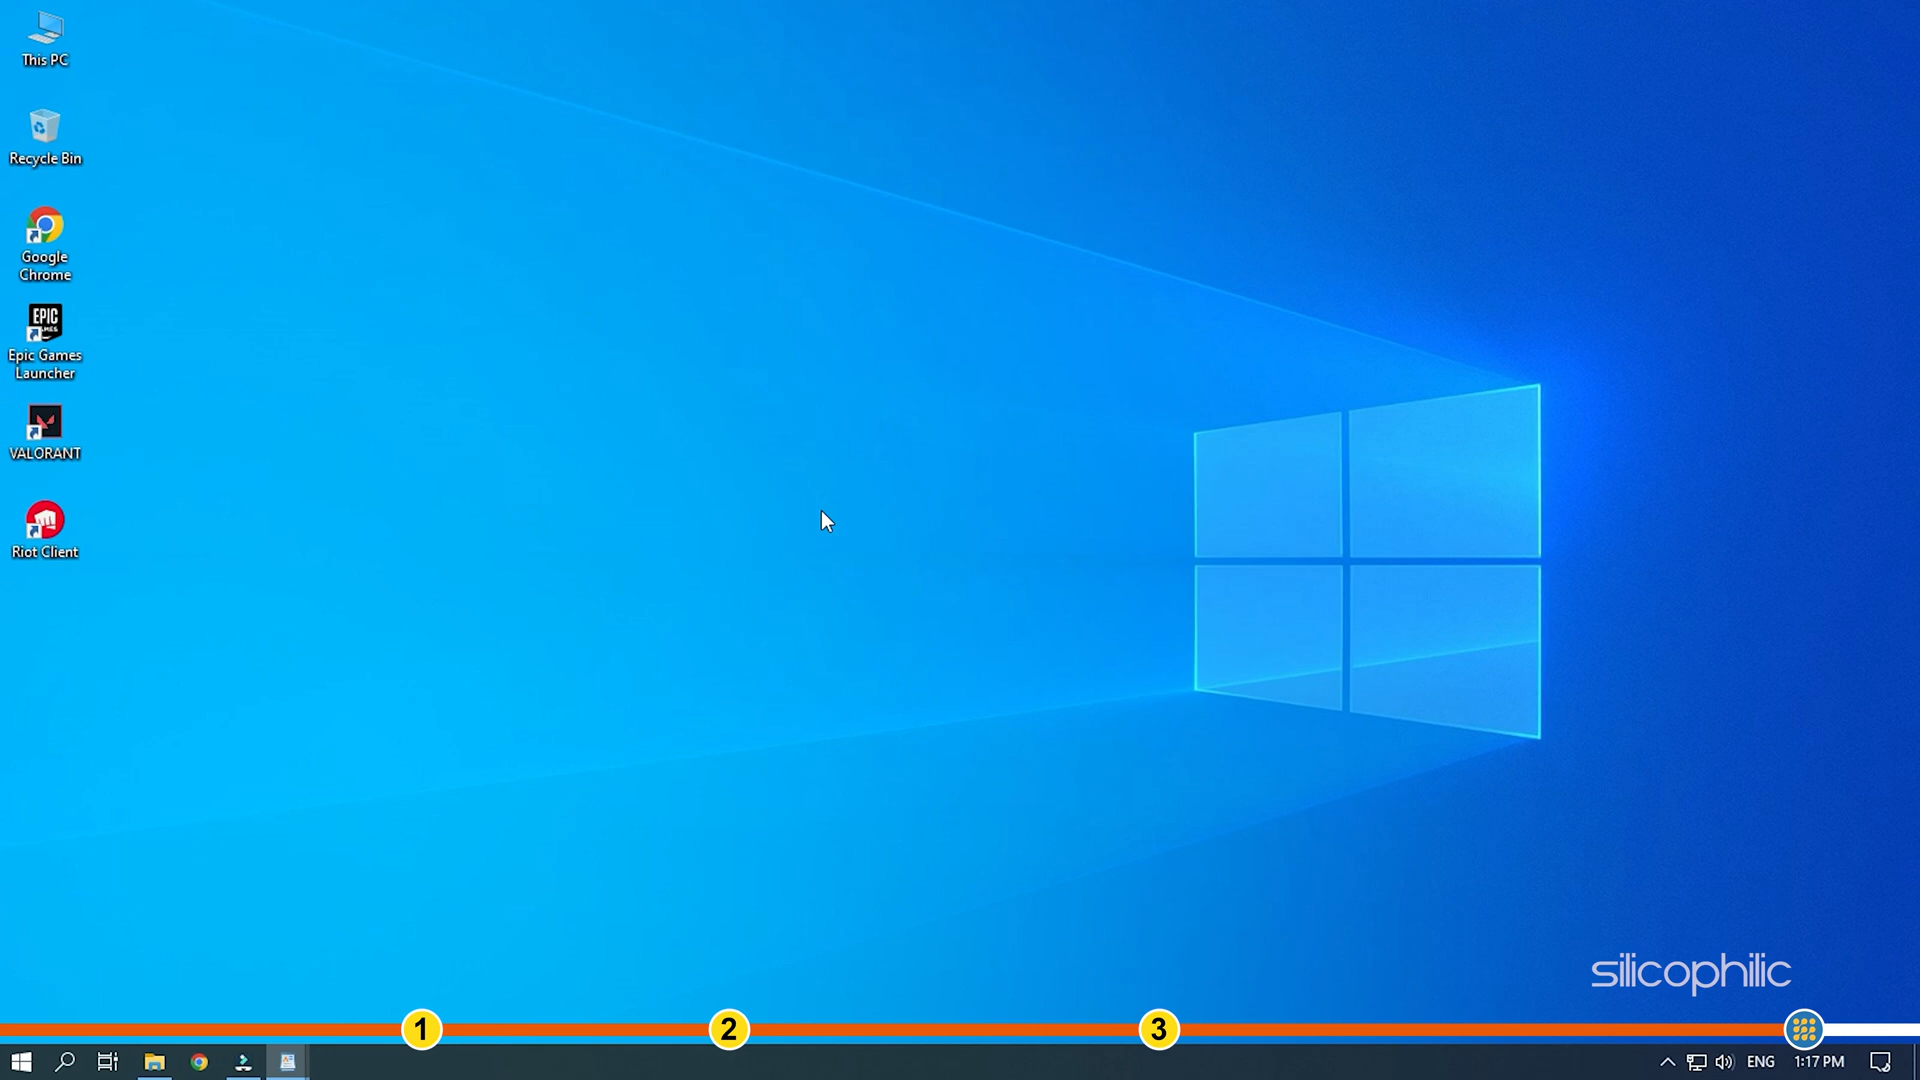 This PC
Recycle Bin
Google
Chrome
EPIC
Epic Games
Launcher
VALORANT
Riot Client
silicophilic
1
2
3
ENG
1:17 PM